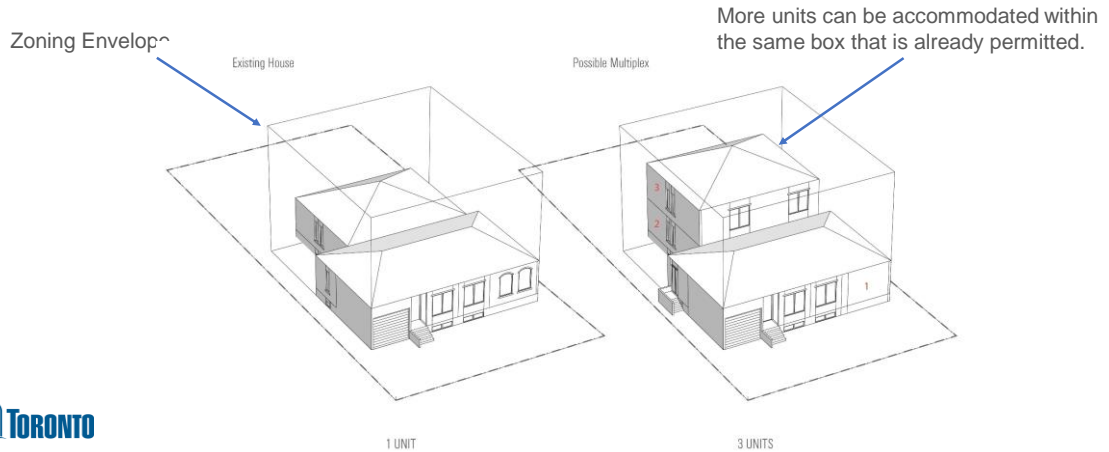 More units can be accommodated within
the same box that is already permitted.
Zoning Envelope
Existing House
Possible Multiplex
3
2
1
TORONTO
1 UNIT
3 UNITS